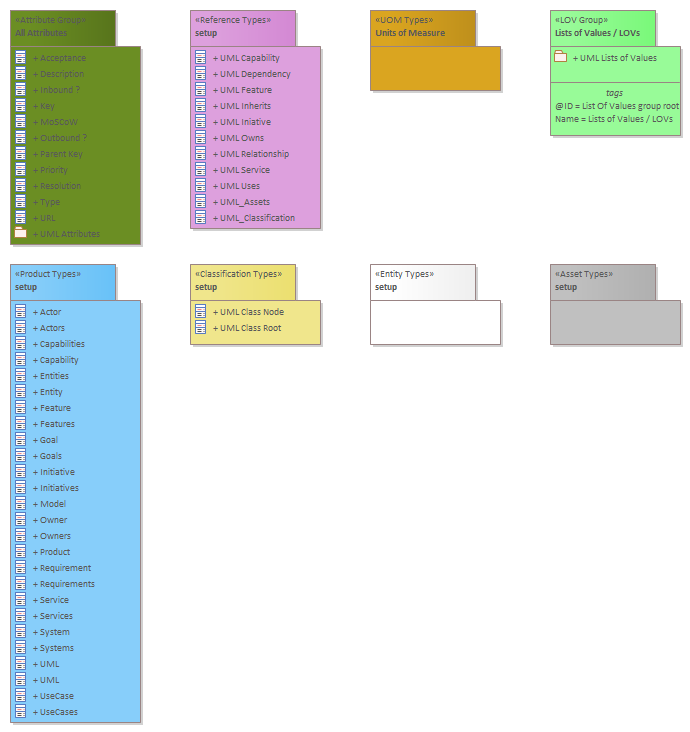 «Attribute Group»
All Attributes
+ Acceptance
+ Description
+ Inbound ?
+ Key
+ MoSCoW
+ Outbound ?
+ Parent Key
+ Priority
+ Resolution
+ Type
+ URL
+ UML Attributes
«Reference Types»
setup
+ UML Capability
+ UML Dependency
+ UML Feature
+ UML Inherits
+ UML Iniative
+ UML Owns
+ UML Relationship
+ UML Service
+ UML Uses
+ UML_Assets
+ UML_Classification
«UOM Types»
Units of Measure
«LOV Group»
Lists of Values / LOVs
+ UML Lists of Values
tags
@ID = List Of Values group root
Name = Lists of Values / LOVs
«Product Types»
setup
+ Actor
+ Actors
+ Capabilities
+ Capability
+ Entities
+ Entity
+ Feature
+ Features
+ Goal
+ Goals
+ Initiative
+ Initiatives
+ Model
+ Owner
+ Owners
+ Product
+ Requirement
+ Requirements
+ Service
+ Services
+ System
+ Systems
+ UML
+ UML
+ UseCase
+ UseCases
«Classification Types»
setup
+ UML Class Node
+ UML Class Root
«Entity Types»
setup
«Asset Types»
setup